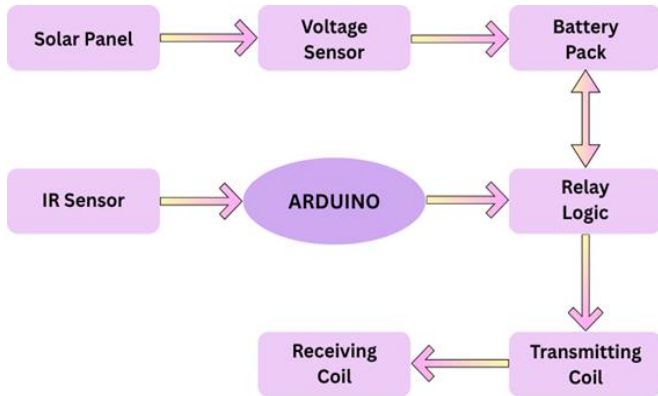 Solar Panel
Voltage
Sensor
Battery
Pack
IR Sensor
ARDUINO
Relay
Logic
Receiving
Coil
Transmitting
Coil